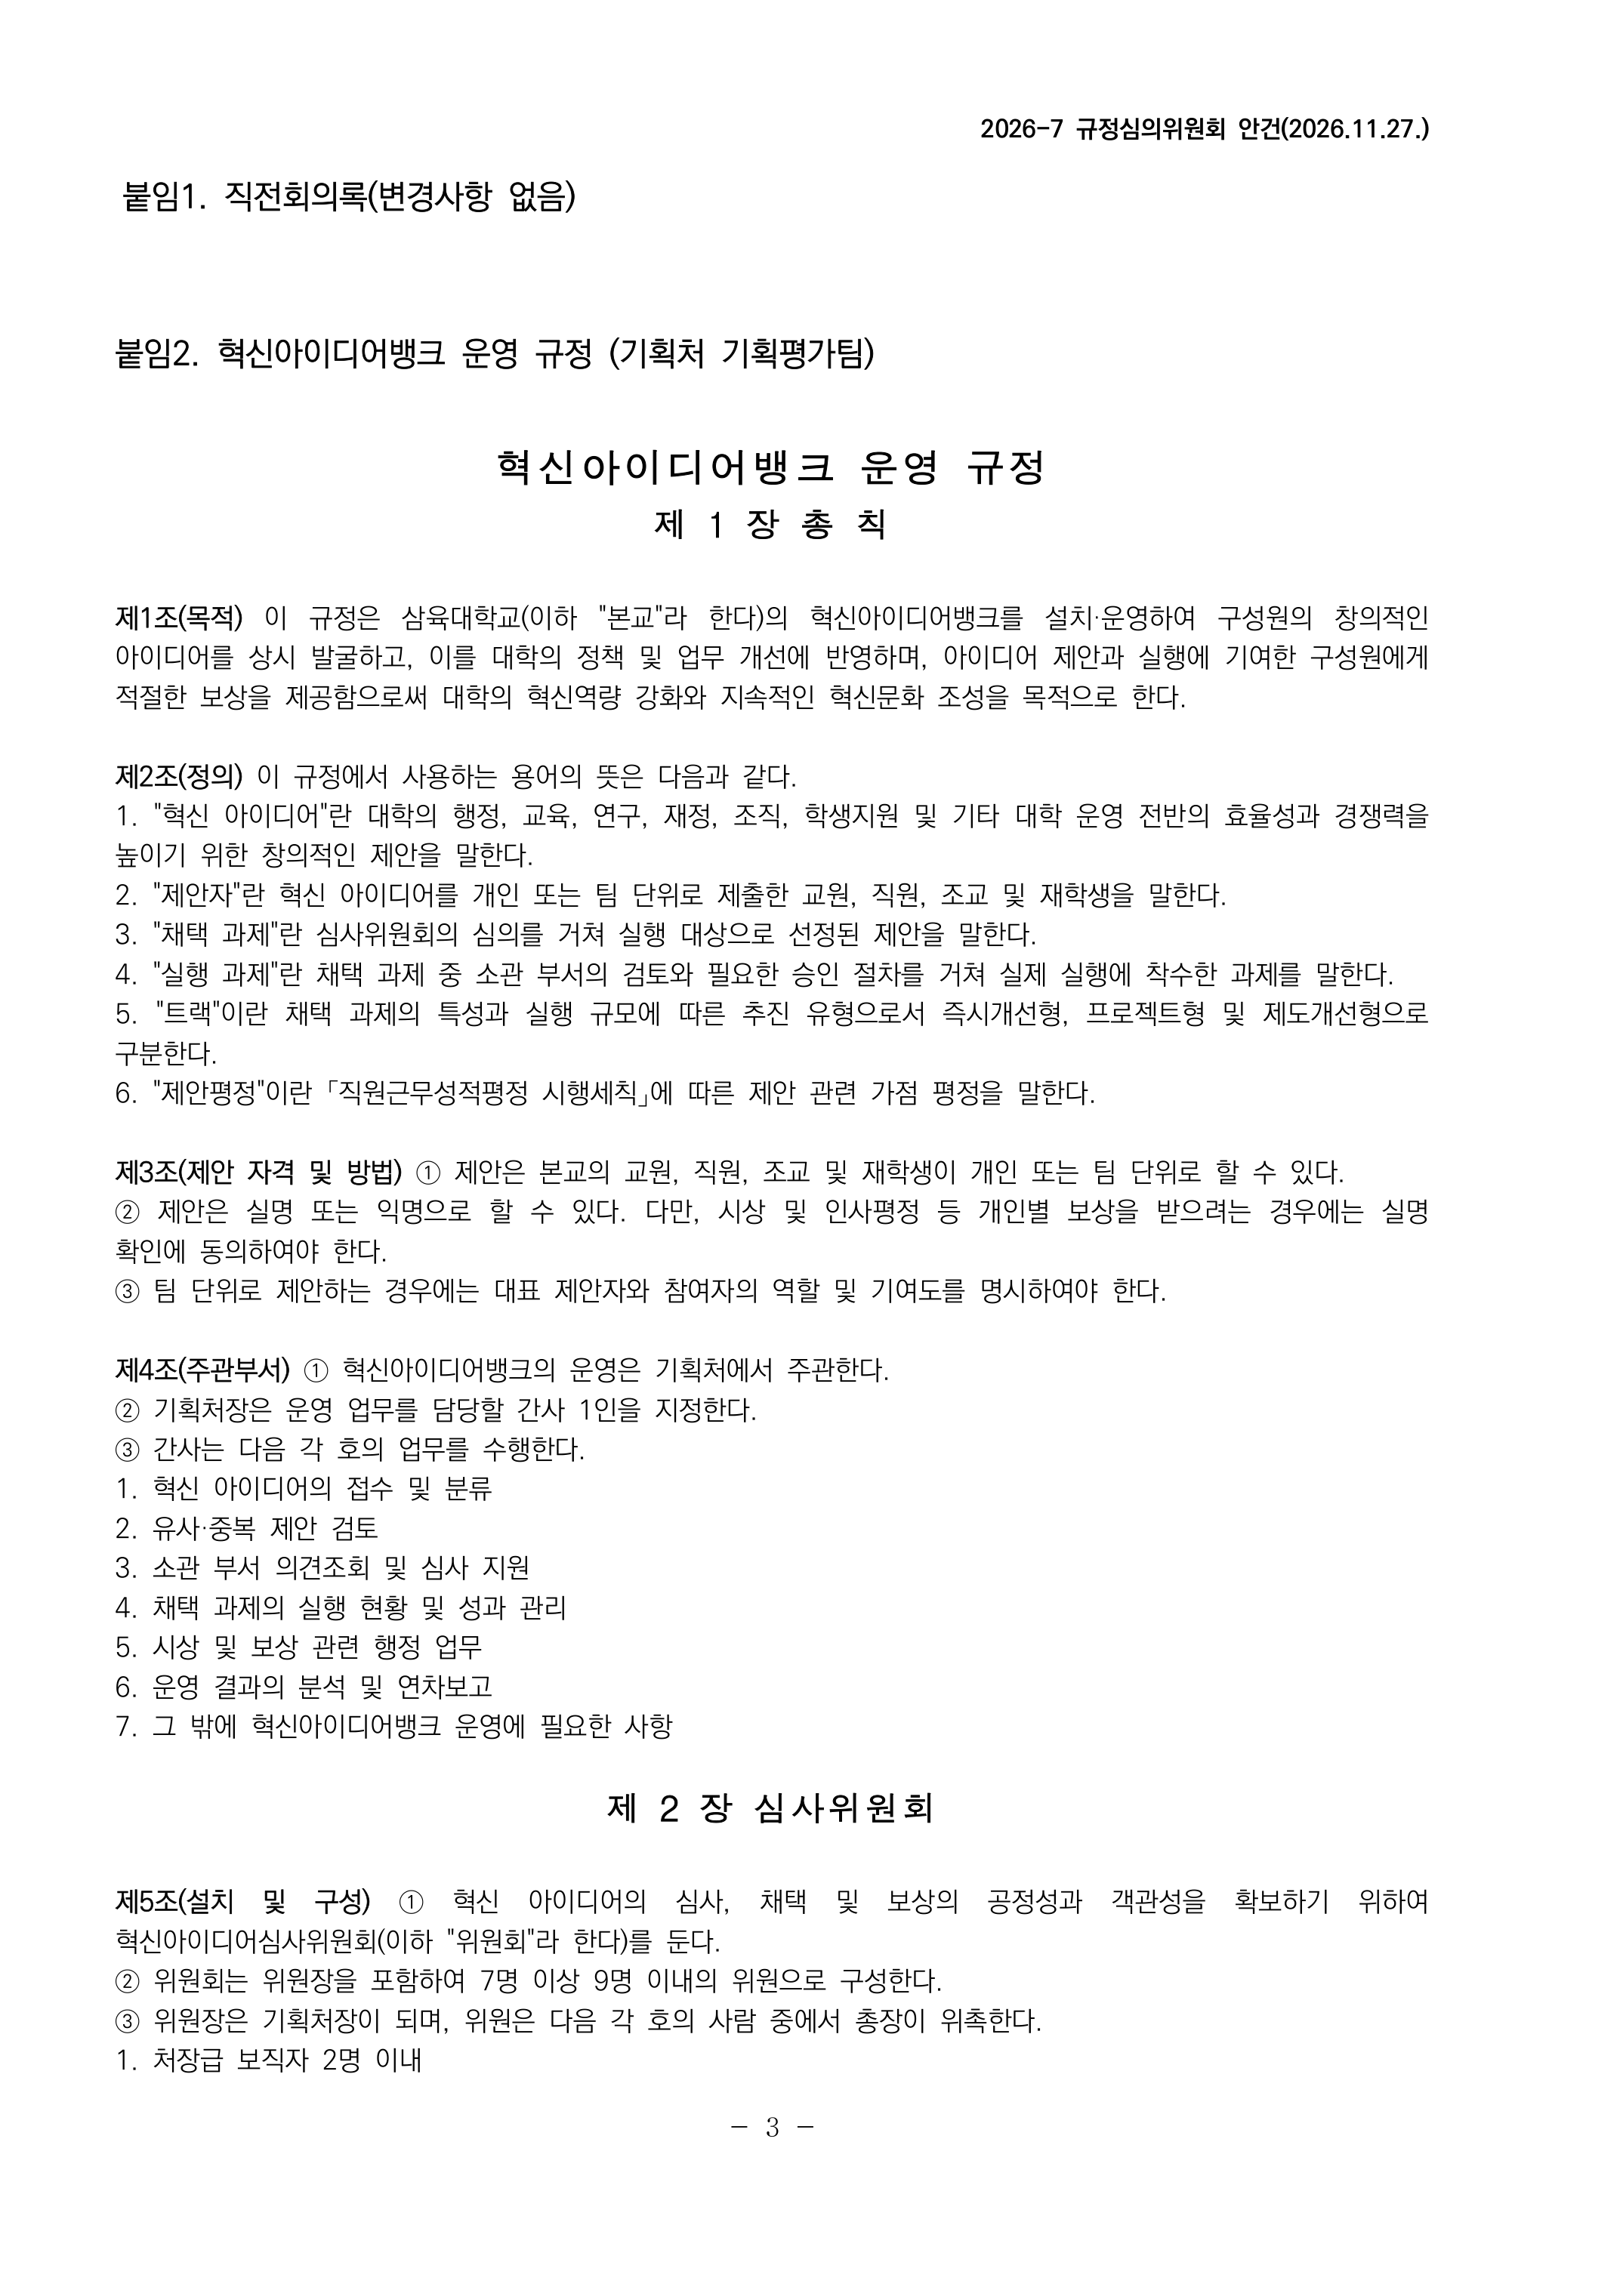 2026-7 규정심의위원회 안건(2026.11.27.)
붙임1. 직전회의록(변경사항 없음)
붙임2. 혁신아이디어뱅크 운영 규정 (기획처 기획평가팀)
혁신아이디어뱅크 운영 규정
제 1 장 총 칙
제1조(목적) 이 규정은 삼육대학교(이하 "본교"라 한다)의 혁신아이디어뱅크를 설치·운영하여 구성원의 창의적인
아이디어를 상시 발굴하고, 이를 대학의 정책 및 업무 개선에 반영하며, 아이디어 제안과 실행에 기여한 구성원에게
적절한 보상을 제공함으로써 대학의 혁신역량 강화와 지속적인 혁신문화 조성을 목적으로 한다.
제2조(정의) 이 규정에서 사용하는 용어의 뜻은 다음과 같다.
1. "혁신 아이디어"란 대학의 행정, 교육, 연구, 재정, 조직, 학생지원 및 기타 대학 운영 전반의 효율성과 경쟁력을
높이기 위한 창의적인 제안을 말한다.
2. "제안자"란 혁신 아이디어를 개인 또는 팀 단위로 제출한 교원, 직원, 조교 및 재학생을 말한다.
3. "채택 과제"란 심사위원회의 심의를 거쳐 실행 대상으로 선정된 제안을 말한다.
4. "실행 과제"란 채택 과제 중 소관 부서의 검토와 필요한 승인 절차를 거쳐 실제 실행에 착수한 과제를 말한다.
5. "트랙"이란 채택 과제의 특성과 실행 규모에 따른 추진 유형으로서 즉시개선형, 프로젝트형 및 제도개선형으로
구분한다.
6. "제안평정"이란 「직원근무성적평정 시행세칙」에 따른 제안 관련 가점 평정을 말한다.
제3조(제안 자격 및 방법) ① 제안은 본교의 교원, 직원, 조교 및 재학생이 개인 또는 팀 단위로 할 수 있다.
② 제안은 실명 또는 익명으로 할 수 있다. 다만, 시상 및 인사평정 등 개인별 보상을 받으려는 경우에는 실명
확인에 동의하여야 한다.
③ 팀 단위로 제안하는 경우에는 대표 제안자와 참여자의 역할 및 기여도를 명시하여야 한다.
제4조(주관부서) ① 혁신아이디어뱅크의 운영은 기획처에서 주관한다.
② 기획처장은 운영 업무를 담당할 간사 1인을 지정한다.
③ 간사는 다음 각 호의 업무를 수행한다.
1. 혁신 아이디어의 접수 및 분류
2. 유사·중복 제안 검토
3. 소관 부서 의견조회 및 심사 지원
4. 채택 과제의 실행 현황 및 성과 관리
5. 시상 및 보상 관련 행정 업무
6. 운영 결과의 분석 및 연차보고
7. 그 밖에 혁신아이디어뱅크 운영에 필요한 사항
제 2 장 심사위원회
제5조(설치 및 구성) ① 혁신 아이디어의 심사, 채택 및 보상의 공정성과 객관성을 확보하기 위하여
혁신아이디어심사위원회(이하 "위원회"라 한다)를 둔다.
② 위원회는 위원장을 포함하여 7명 이상 9명 이내의 위원으로 구성한다.
③ 위원장은 기획처장이 되며, 위원은 다음 각 호의 사람 중에서 총장이 위촉한다.
1. 처장급 보직자 2명 이내
- 3 -